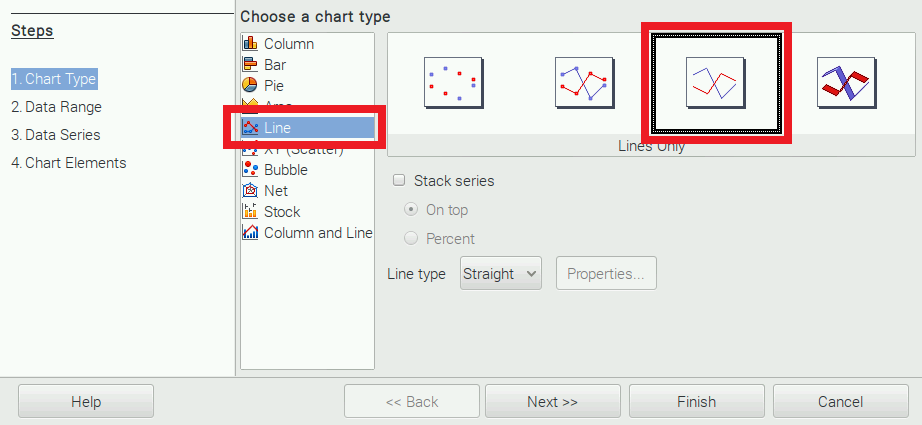 Steps
1. Chart Type
2. Data Range
3. Data Series
4. Chart Elements
Choose a chart type
Column
Bar
Pie
Area
Line
XY (Scatter)
Bubble
Net
Stock
Column and Line
Lines Only
Stack series
On top
Percent
Line type Straight Properties...
Help << Back Next >> Finish Cancel